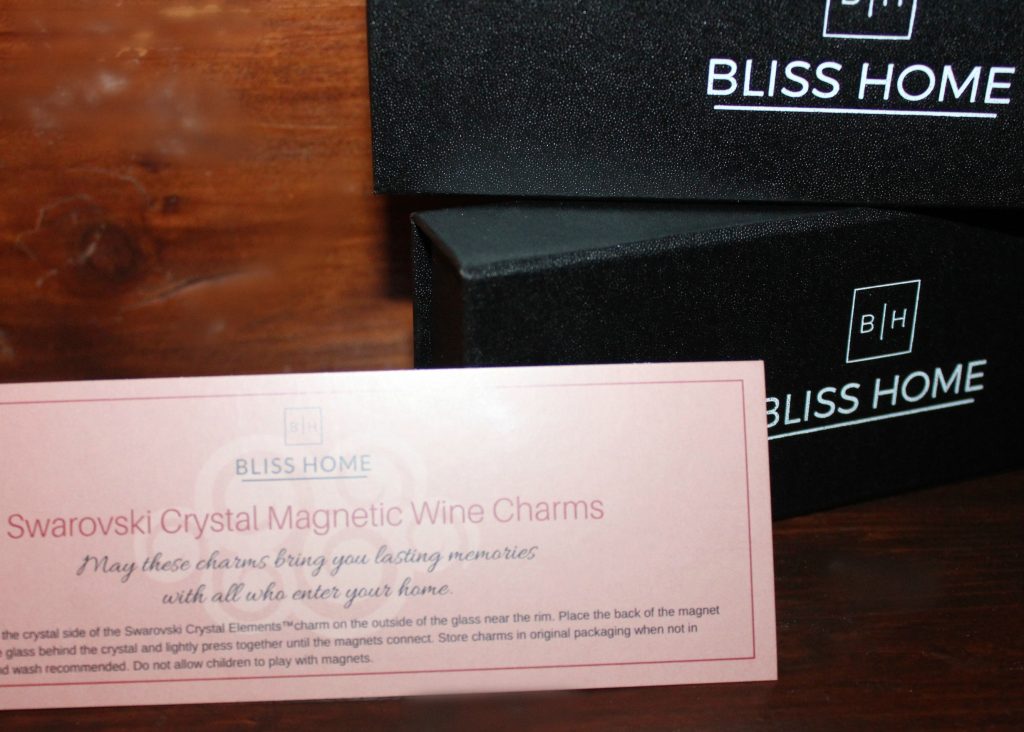 B|H
BLISS HOME
B|H
BLISS HOME
B|H
BLISS HOME
Swarovski Crystal Magnetic Wine Charms
May these charms bring you lasting memories
with all who enter your home.
the crystal side of the Swarovski Crystal Elements™charm on the outside of the glass near the rim. Place the back of the magnet
glass behind the crystal and lightly press together until the magnets connect. Store charms in original packaging when not in
wash recommended. Do not allow children to play with magnets.